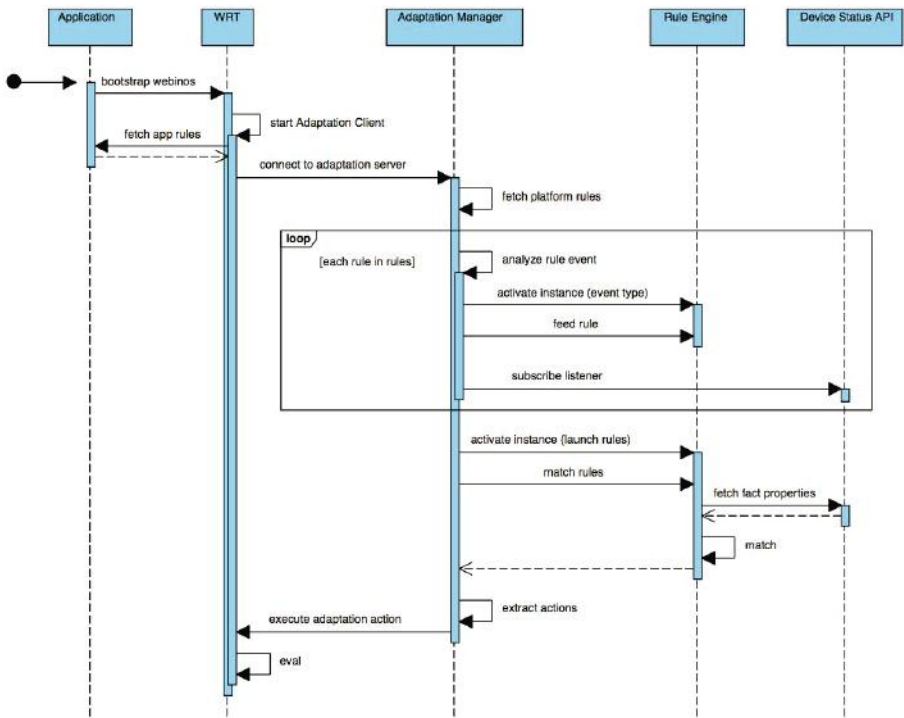 Application
WRT
Adaptation Manager
Rule Engine
Device Status API
bootstrap webinos
start Adaptation Client
fetch app rules
connect to adaptation server
fetch platform rules
loop
[each rule in rules]
analyze rule event
activate instance (event type)
feed rule
subscribe listener
activate instance (launch rules)
match rules
fetch fact properties
match
extract actions
execute adaptation action
eval